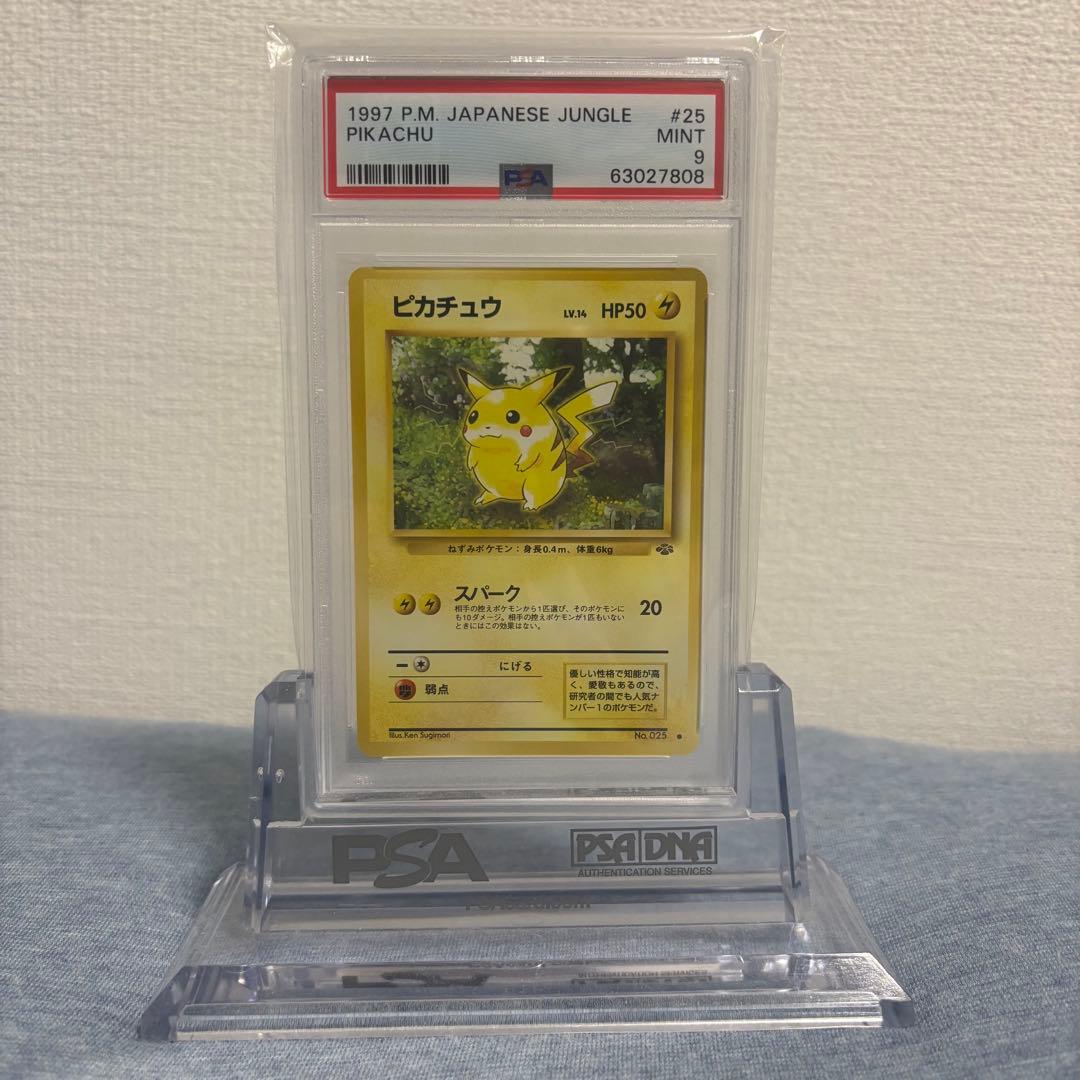 1997 P.M. JAPANESE JUNGLE #25
PIKACHU MINT
9
PSA 63027808
ピカチュウ LV.14 HP50
ねずみポケモン：身長0.4m、体重6kg
スパーク 20
相手の控えポケモンから1匹選び、そのポケモンに
も10ダメージ。相手の控えポケモンが1匹もいない
ときにはこの効果はない。
にげる
弱点
優しい性格で知能が高
く、愛敬もあるので、
研究者の間でも人気ナ
ンバー1のポケモンだ。
Illus.Ken Sugimori No.025 ●
PSA PSA DNA
AUTHENTICATION SERVICES